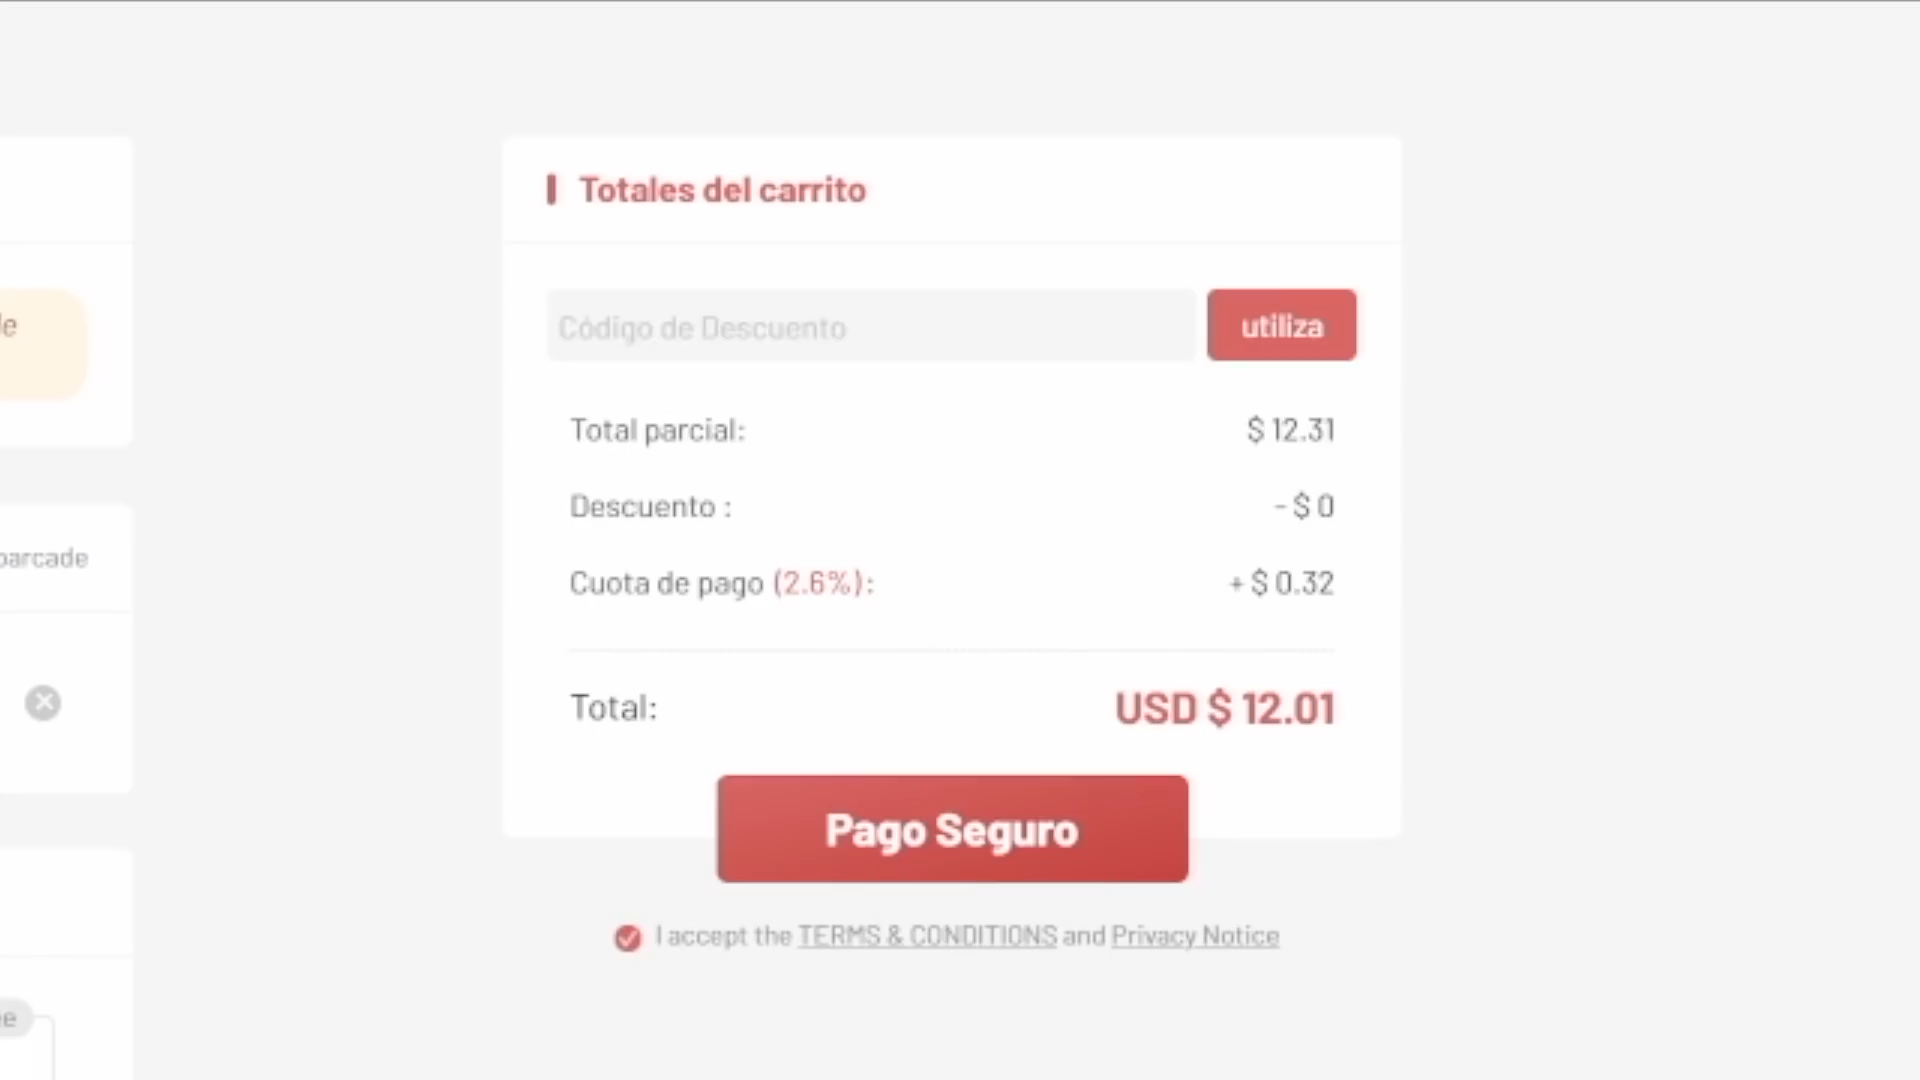 Totales del carrito
Código de Descuento
utiliza
Total parcial:
$ 12.31
Descuento :
- $ 0
Cuota de pago (2.6%):
+ $ 0.32
Total:
USD $ 12.01
Pago Seguro
I accept the TERMS & CONDITIONS and Privacy Notice